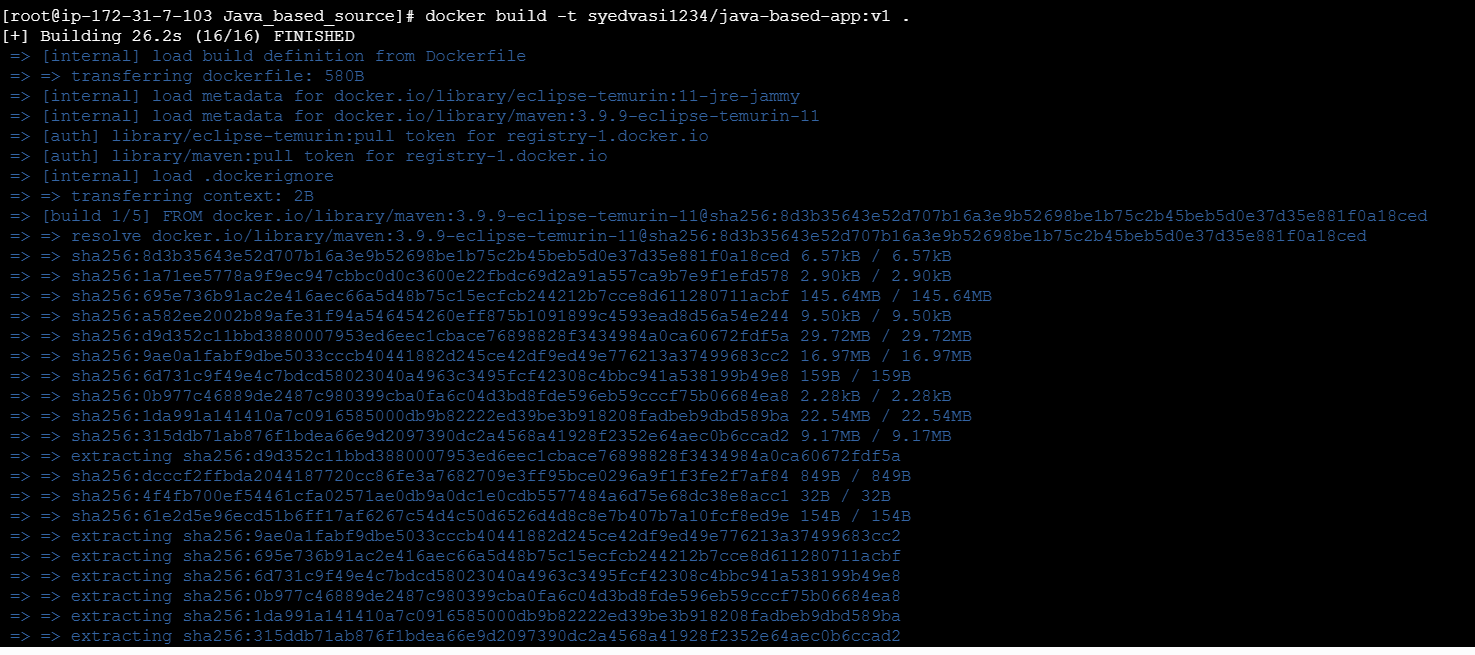 [root@ip-172-31-7-103 Java_based_source]# docker build -t syedvasi1234/java-based-app:v1 .
[+] Building 26.2s (16/16) FINISHED
=> [internal] load build definition from Dockerfile
=> => transferring dockerfile: 580B
=> [internal] load metadata for docker.io/library/eclipse-temurin:11-jre-jammy
=> [internal] load metadata for docker.io/library/maven:3.9.9-eclipse-temurin-11
=> [auth] library/eclipse-temurin:pull token for registry-1.docker.io
=> [auth] library/maven:pull token for registry-1.docker.io
=> [internal] load .dockerignore
=> => transferring context: 2B
=> [build 1/5] FROM docker.io/library/maven:3.9.9-eclipse-temurin-11@sha256:8d3b35643e52d707b16a3e9b52698be1b75c2b45beb5d0e37d35e881f0a18ced
=> => resolve docker.io/library/maven:3.9.9-eclipse-temurin-11@sha256:8d3b35643e52d707b16a3e9b52698be1b75c2b45beb5d0e37d35e881f0a18ced
=> => sha256:8d3b35643e52d707b16a3e9b52698be1b75c2b45beb5d0e37d35e881f0a18ced 6.57kB / 6.57kB
=> => sha256:1a71ee5778a9f9ec947cbbc0d0c3600e22fbdc69d2a91a557ca9b7e9f1efd578 2.90kB / 2.90kB
=> => sha256:695e736b91ac2e416aec66a5d48b75c15ecfcb244212b7cce8d611280711acbf 145.64MB / 145.64MB
=> => sha256:a582ee2002b89afe31f94a546454260eff875b1091899c4593ead8d56a54e244 9.50kB / 9.50kB
=> => sha256:d9d352c11bbd3880007953ed6eec1cbace76898828f3434984a0ca60672fdf5a 29.72MB / 29.72MB
=> => sha256:9ae0a1fabf9dbe5033cccb40441882d245ce42df9ed49e776213a37499683cc2 16.97MB / 16.97MB
=> => sha256:6d731c9f49e4c7bdcd58023040a4963c3495fcf42308c4bbc941a538199b49e8 159B / 159B
=> => sha256:0b977c46889de2487c980399cba0fa6c04d3bd8fde596eb59cccf75b06684ea8 2.28kB / 2.28kB
=> => sha256:1da991a141410a7c0916585000db9b82222ed39be3b918208fadbeb9dbd589ba 22.54MB / 22.54MB
=> => sha256:315ddb71ab876f1bdea66e9d2097390dc2a4568a41928f2352e64aec0b6ccad2 9.17MB / 9.17MB
=> => extracting sha256:d9d352c11bbd3880007953ed6eec1cbace76898828f3434984a0ca60672fdf5a
=> => sha256:dcccf2ffbda2044187720cc86fe3a7682709e3ff95bce0296a9f1f3fe2f7af84 849B / 849B
=> => sha256:4f4fb700ef54461cfa02571ae0db9a0dc1e0cdb5577484a6d75e68dc38e8acc1 32B / 32B
=> => sha256:61e2d5e96ecd51b6ff17af6267c54d4c50d6526d4d8c8e7b407b7a10fcf8ed9e 154B / 154B
=> => extracting sha256:9ae0a1fabf9dbe5033cccb40441882d245ce42df9ed49e776213a37499683cc2
=> => extracting sha256:695e736b91ac2e416aec66a5d48b75c15ecfcb244212b7cce8d611280711acbf
=> => extracting sha256:6d731c9f49e4c7bdcd58023040a4963c3495fcf42308c4bbc941a538199b49e8
=> => extracting sha256:0b977c46889de2487c980399cba0fa6c04d3bd8fde596eb59cccf75b06684ea8
=> => extracting sha256:1da991a141410a7c0916585000db9b82222ed39be3b918208fadbeb9dbd589ba
=> => extracting sha256:315ddb71ab876f1bdea66e9d2097390dc2a4568a41928f2352e64aec0b6ccad2